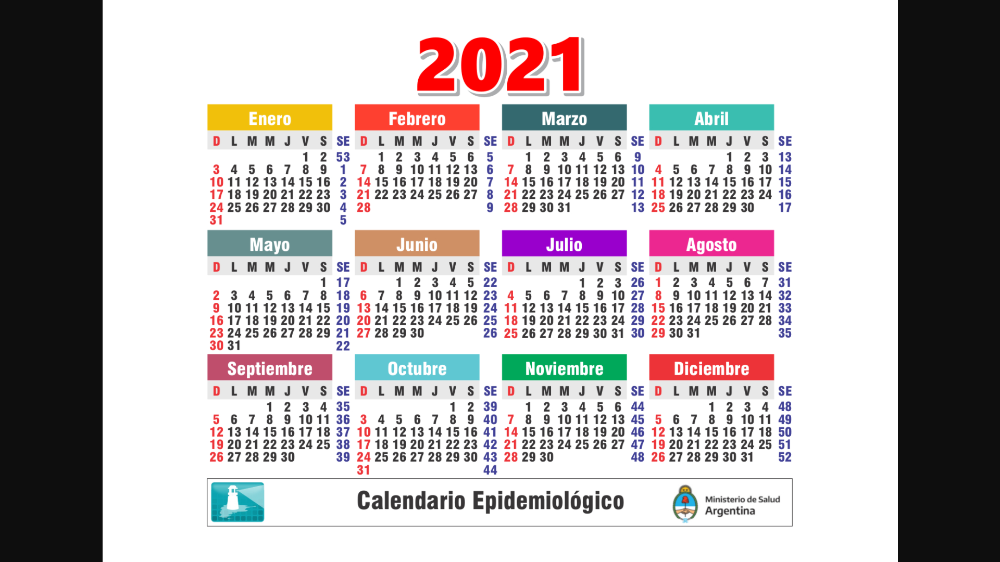 2021
Enero
D L M M J V S SE
1 2 53
3 4 5 6 7 8 9 1
10 11 12 13 14 15 16 2
17 18 19 20 21 22 23 3
24 25 26 27 28 29 30 4
31 5
Febrero
D L M M J V S SE
1 2 3 4 5 6 5
7 8 9 10 11 12 13 6
14 15 16 17 18 19 20 7
21 22 23 24 25 26 27 8
28 9
Marzo
D L M M J V S SE
1 2 3 4 5 6 9
7 8 9 10 11 12 13 10
14 15 16 17 18 19 20 11
21 22 23 24 25 26 27 12
28 29 30 31 13
Abril
D L M M J V S SE
1 2 3 13
4 5 6 7 8 9 10 14
11 12 13 14 15 16 17 15
18 19 20 21 22 23 24 16
25 26 27 28 29 30 17
Mayo
D L M M J V S SE
1 17
2 3 4 5 6 7 8 18
9 10 11 12 13 14 15 19
16 17 18 19 20 21 22 20
23 24 25 26 27 28 29 21
30 31 22
Junio
D L M M J V S SE
1 2 3 4 5 22
6 7 8 9 10 11 12 23
13 14 15 16 17 18 19 24
20 21 22 23 24 25 26 25
27 28 29 30 26
Julio
D L M M J V S SE
1 2 3 26
4 5 6 7 8 9 10 27
11 12 13 14 15 16 17 28
18 19 20 21 22 23 24 29
25 26 27 28 29 30 31 30
Agosto
D L M M J V S SE
1 2 3 4 5 6 7 31
8 9 10 11 12 13 14 32
15 16 17 18 19 20 21 33
22 23 24 25 26 27 28 34
29 30 31 35
Septiembre
D L M M J V S SE
1 2 3 4 35
5 6 7 8 9 10 11 36
12 13 14 15 16 17 18 37
19 20 21 22 23 24 25 38
26 27 28 29 30 39
Octubre
D L M M J V S SE
1 2 39
3 4 5 6 7 8 9 40
10 11 12 13 14 15 16 41
17 18 19 20 21 22 23 42
24 25 26 27 28 29 30 43
31 44
Noviembre
D L M M J V S SE
1 2 3 4 5 6 44
7 8 9 10 11 12 13 45
14 15 16 17 18 19 20 46
21 22 23 24 25 26 27 47
28 29 30 48
Diciembre
D L M M J V S SE
1 2 3 4 48
5 6 7 8 9 10 11 49
12 13 14 15 16 17 18 50
19 20 21 22 23 24 25 51
26 27 28 29 30 31 52
Calendario Epidemiológico
Ministerio de Salud
Argentina